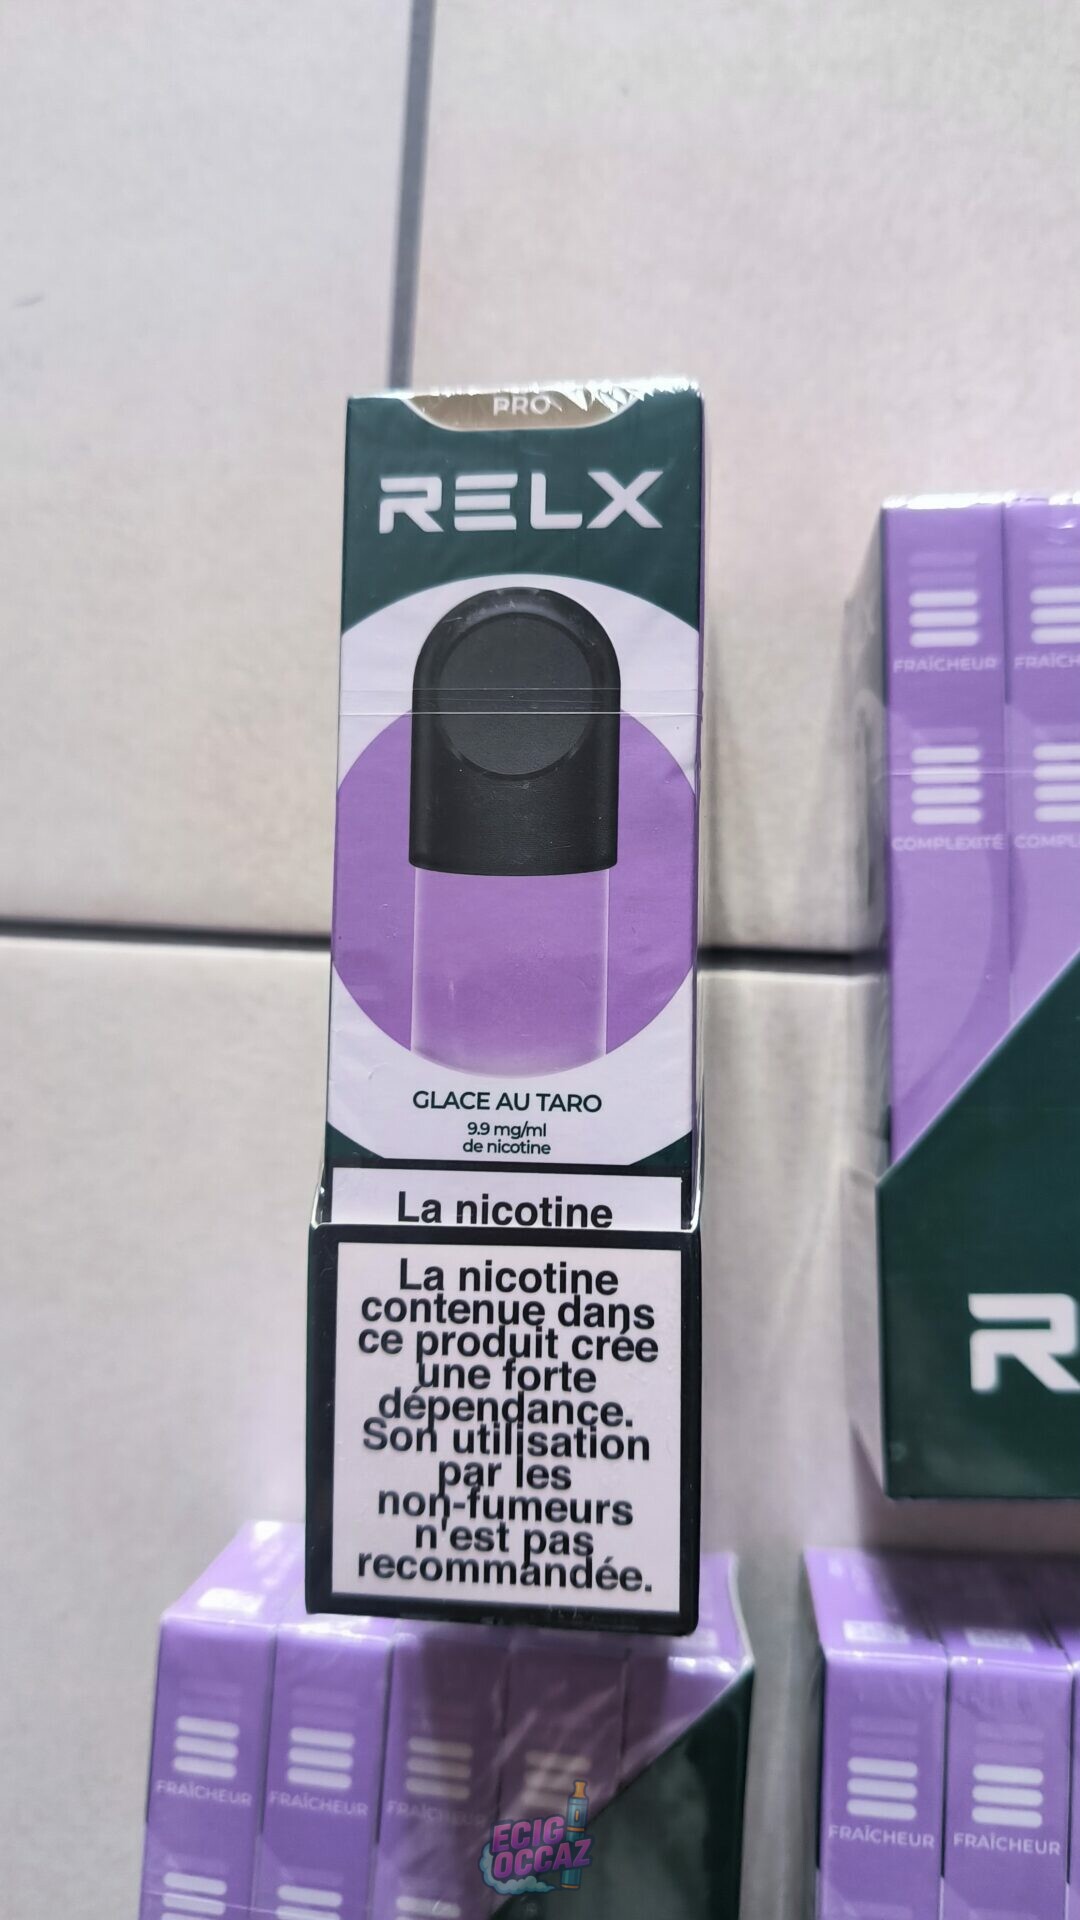 PRO
RELX
GLACE AU TARO
9.9 mg/ml
de nicotine
La nicotine
La nicotine
contenue dans
ce produit crée
une forte
dépendance.
Son utilisation
par les
non-fumeurs
n'est pas
recommandée.
FRAÎCHEUR
FRAÎCH
COMPLEXITÉ
COMPL
R
FRAÎCHEUR
FRAÎCHEUR
FRAÎCHEUR
FRAÎCHEUR
FRAÎCHEUR
ECIG
OCCAZ